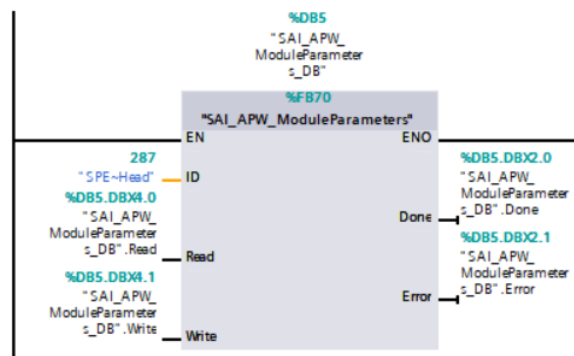 %DB5
"SAI_APW_
ModuleParameter
s_DB"
%FB70
"SAI_APW_ModuleParameters"
EN
ENO
287
"SPE~Head"
ID
%DB5.DBX2.0
"SAI_APW_
ModuleParameter
s_DB".Done
Done
%DB5.DBX4.0
"SAI_APW_
ModuleParameter
s_DB".Read
Read
%DB5.DBX2.1
"SAI_APW_
ModuleParameter
s_DB".Error
Error
%DB5.DBX4.1
"SAI_APW_
ModuleParameter
s_DB".Write
Write